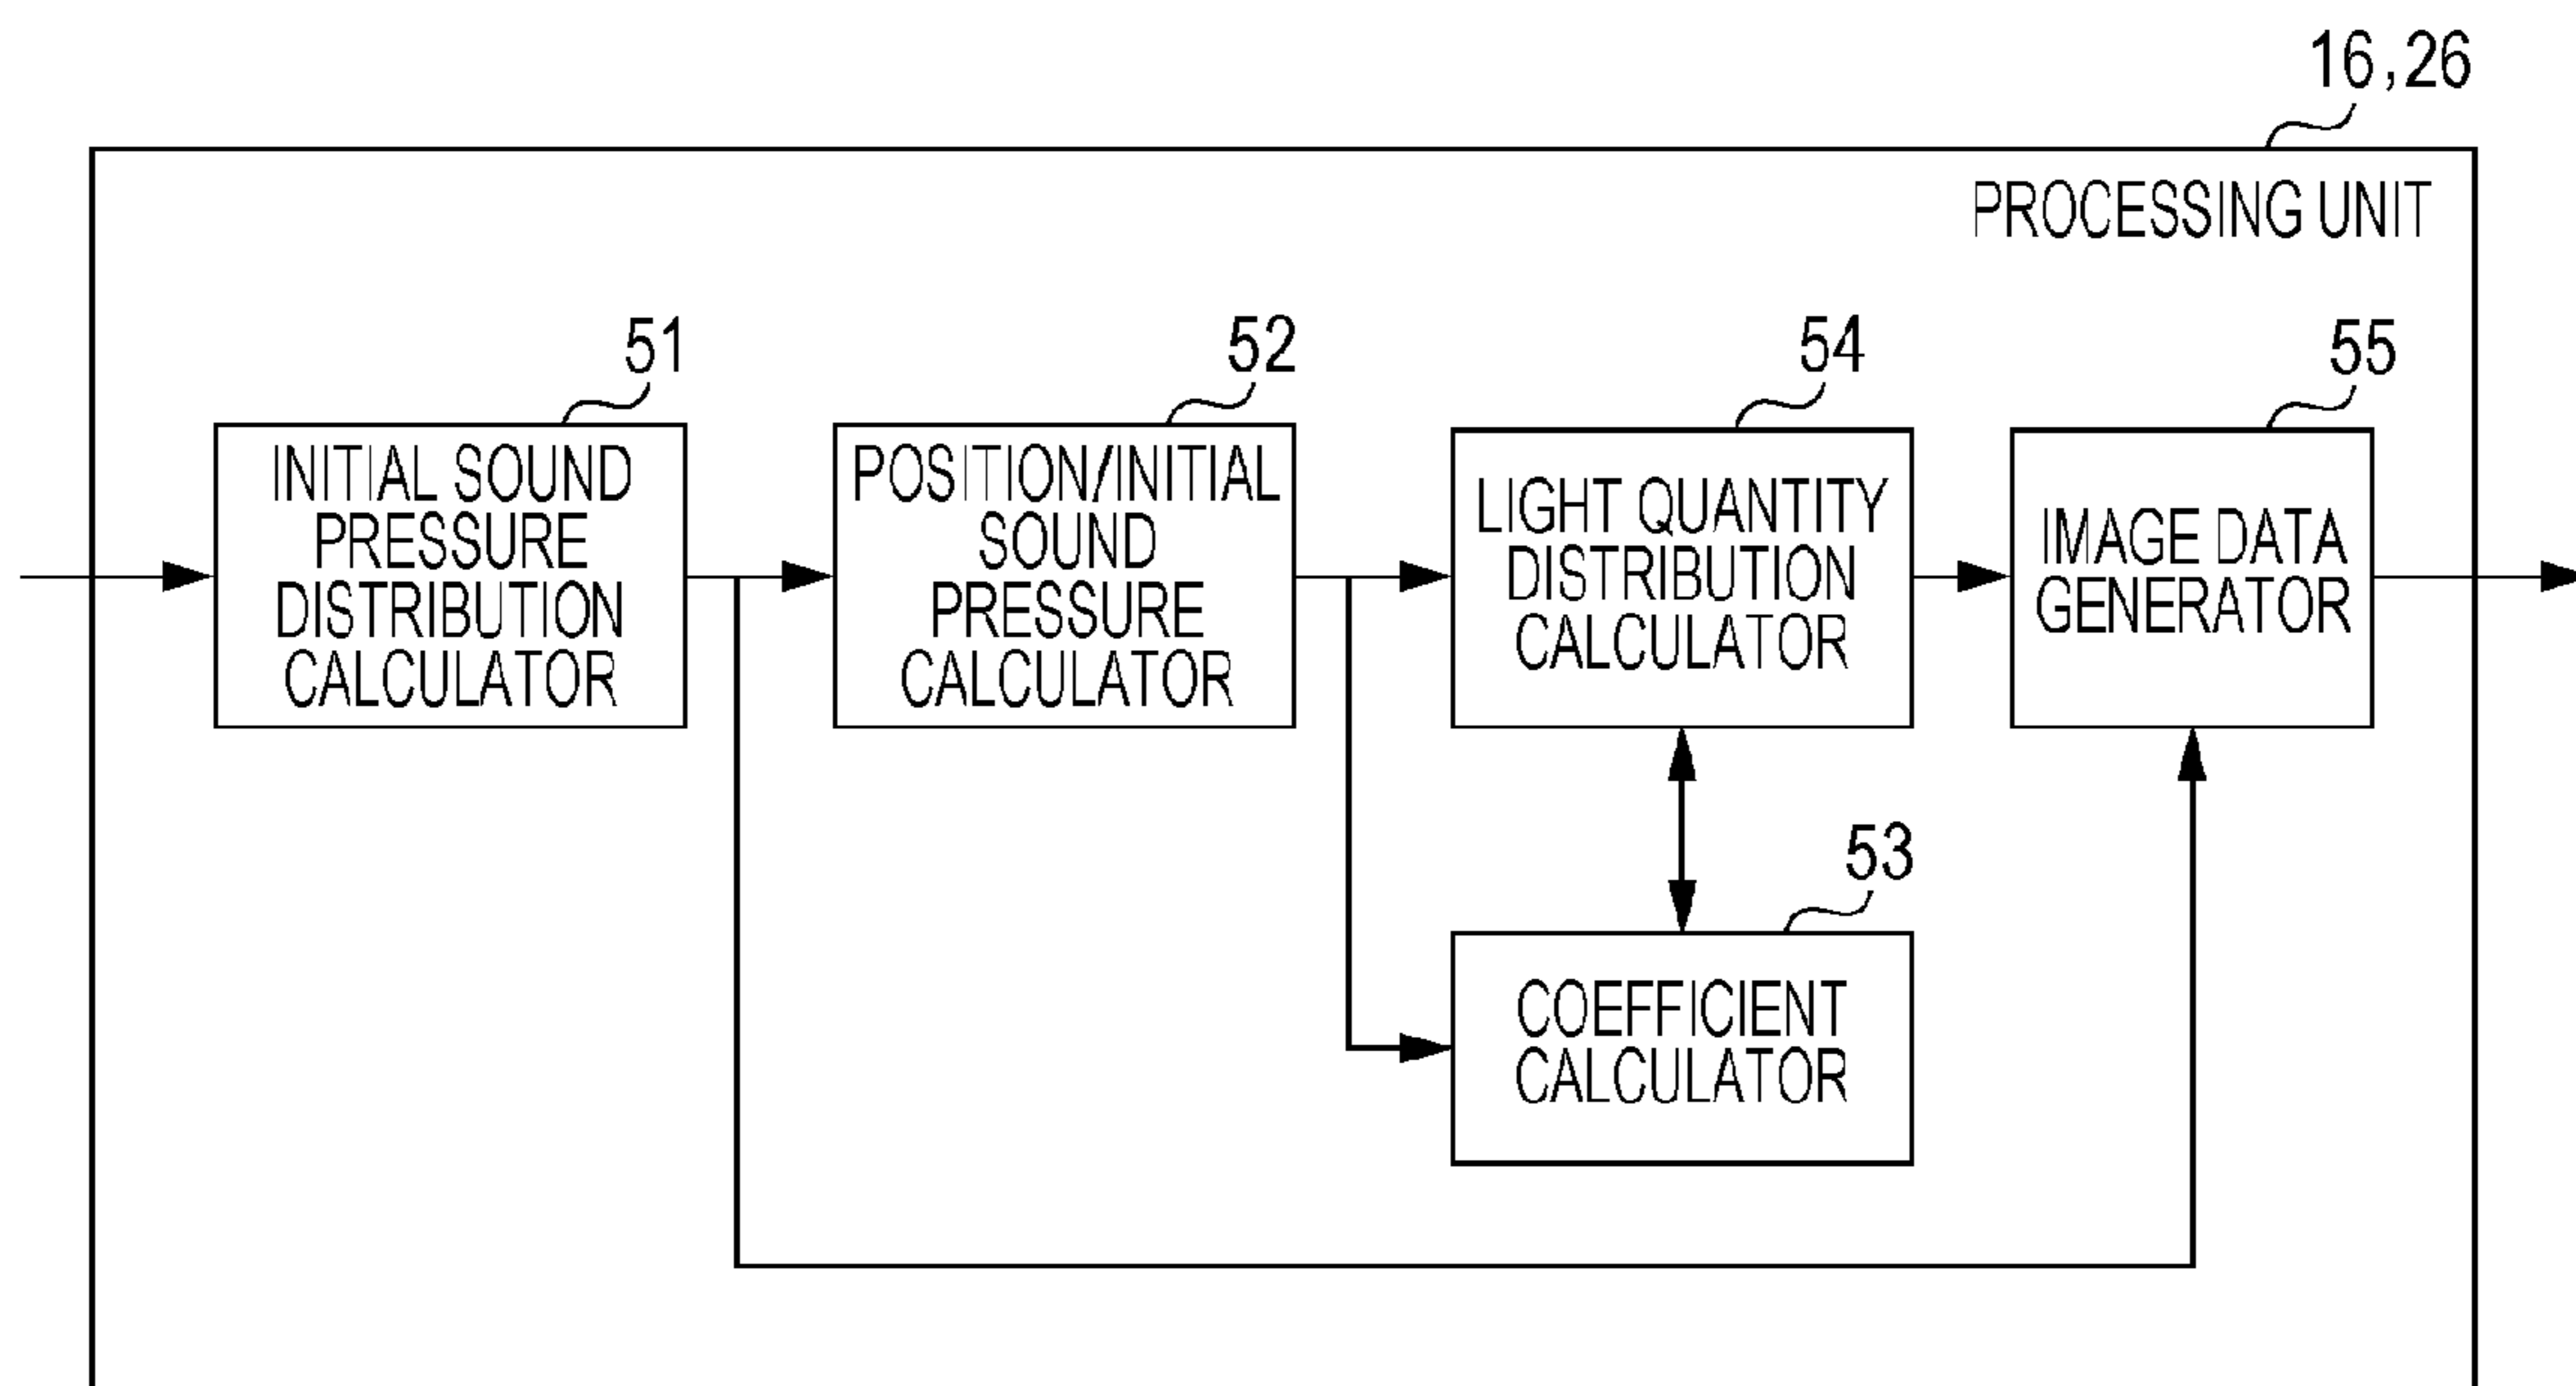 16,26
PROCESSING UNIT
51
INITIAL SOUND
PRESSURE
DISTRIBUTION
CALCULATOR
52
POSITION/INITIAL
SOUND
PRESSURE
CALCULATOR
54
LIGHT QUANTITY
DISTRIBUTION
CALCULATOR
55
IMAGE DATA
GENERATOR
53
COEFFICIENT
CALCULATOR